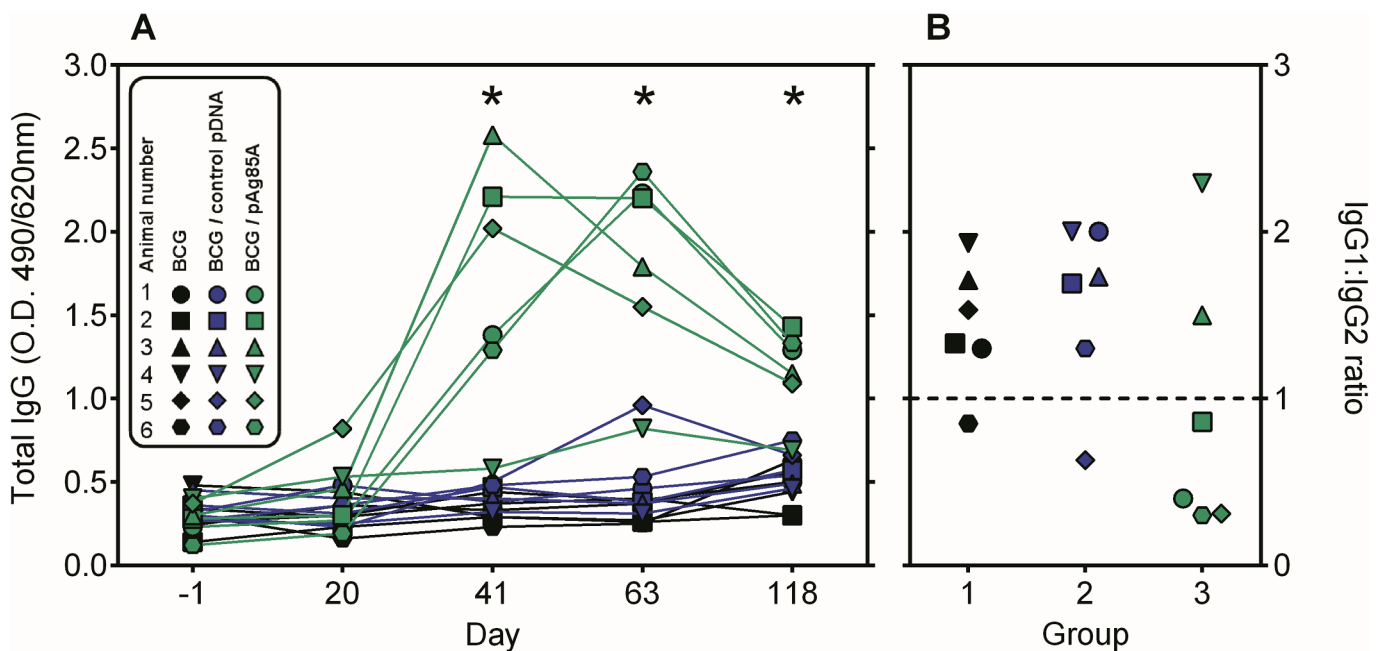 A
B
Total IgG (O.D. 490/620nm)
3.0
2.5
2.0
1.5
1.0
0.5
0.0
Animal number
BCG
BCG / control pDNA
BCG / pAg85A
1
2
3
4
5
6
*
*
*
-1
20
41
63
118
Day
3
2
1
0
IgG1:IgG2 ratio
1
2
3
Group